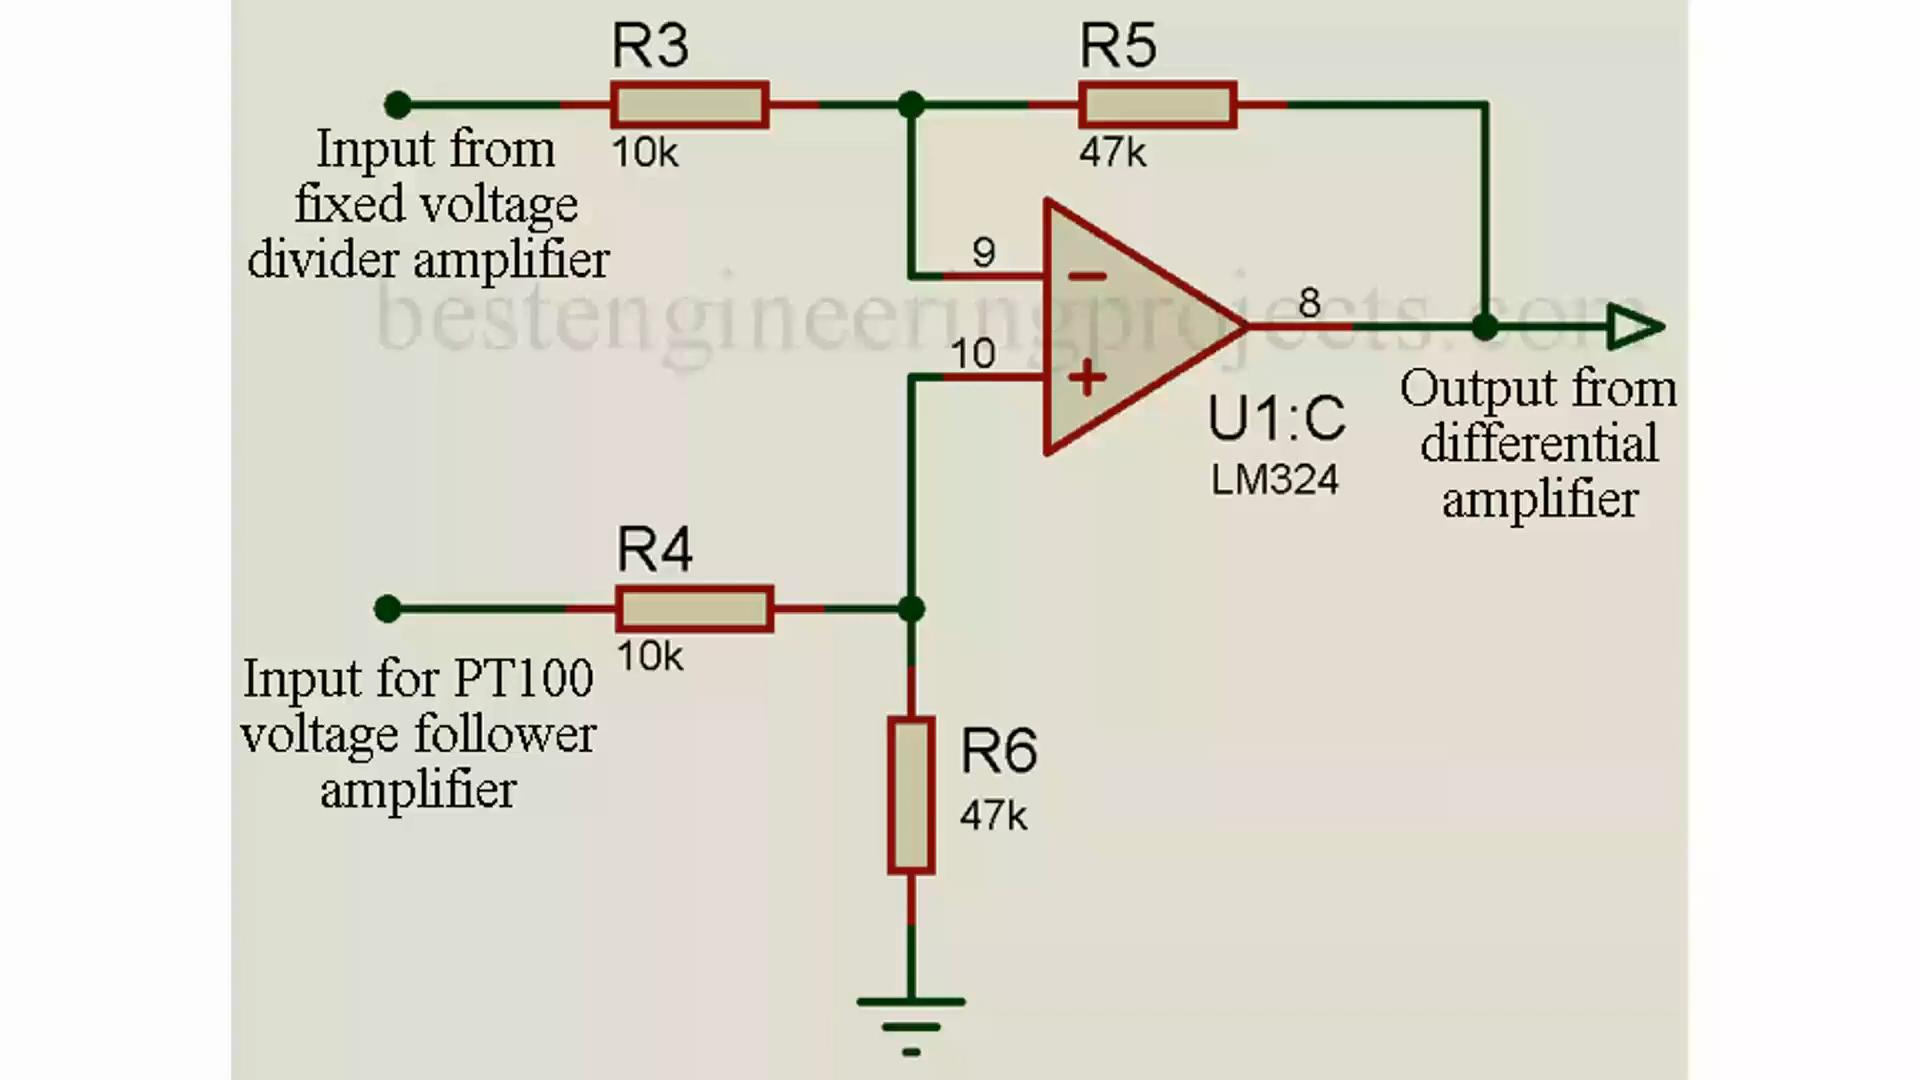 R3
R5
10k
47k
Input from
fixed voltage
divider amplifier
9
8
bestengineeringprojects.com
10
U1:C
LM324
Output from
differential
amplifier
R4
10k
Input for PT100
voltage follower
amplifier
R6
47k